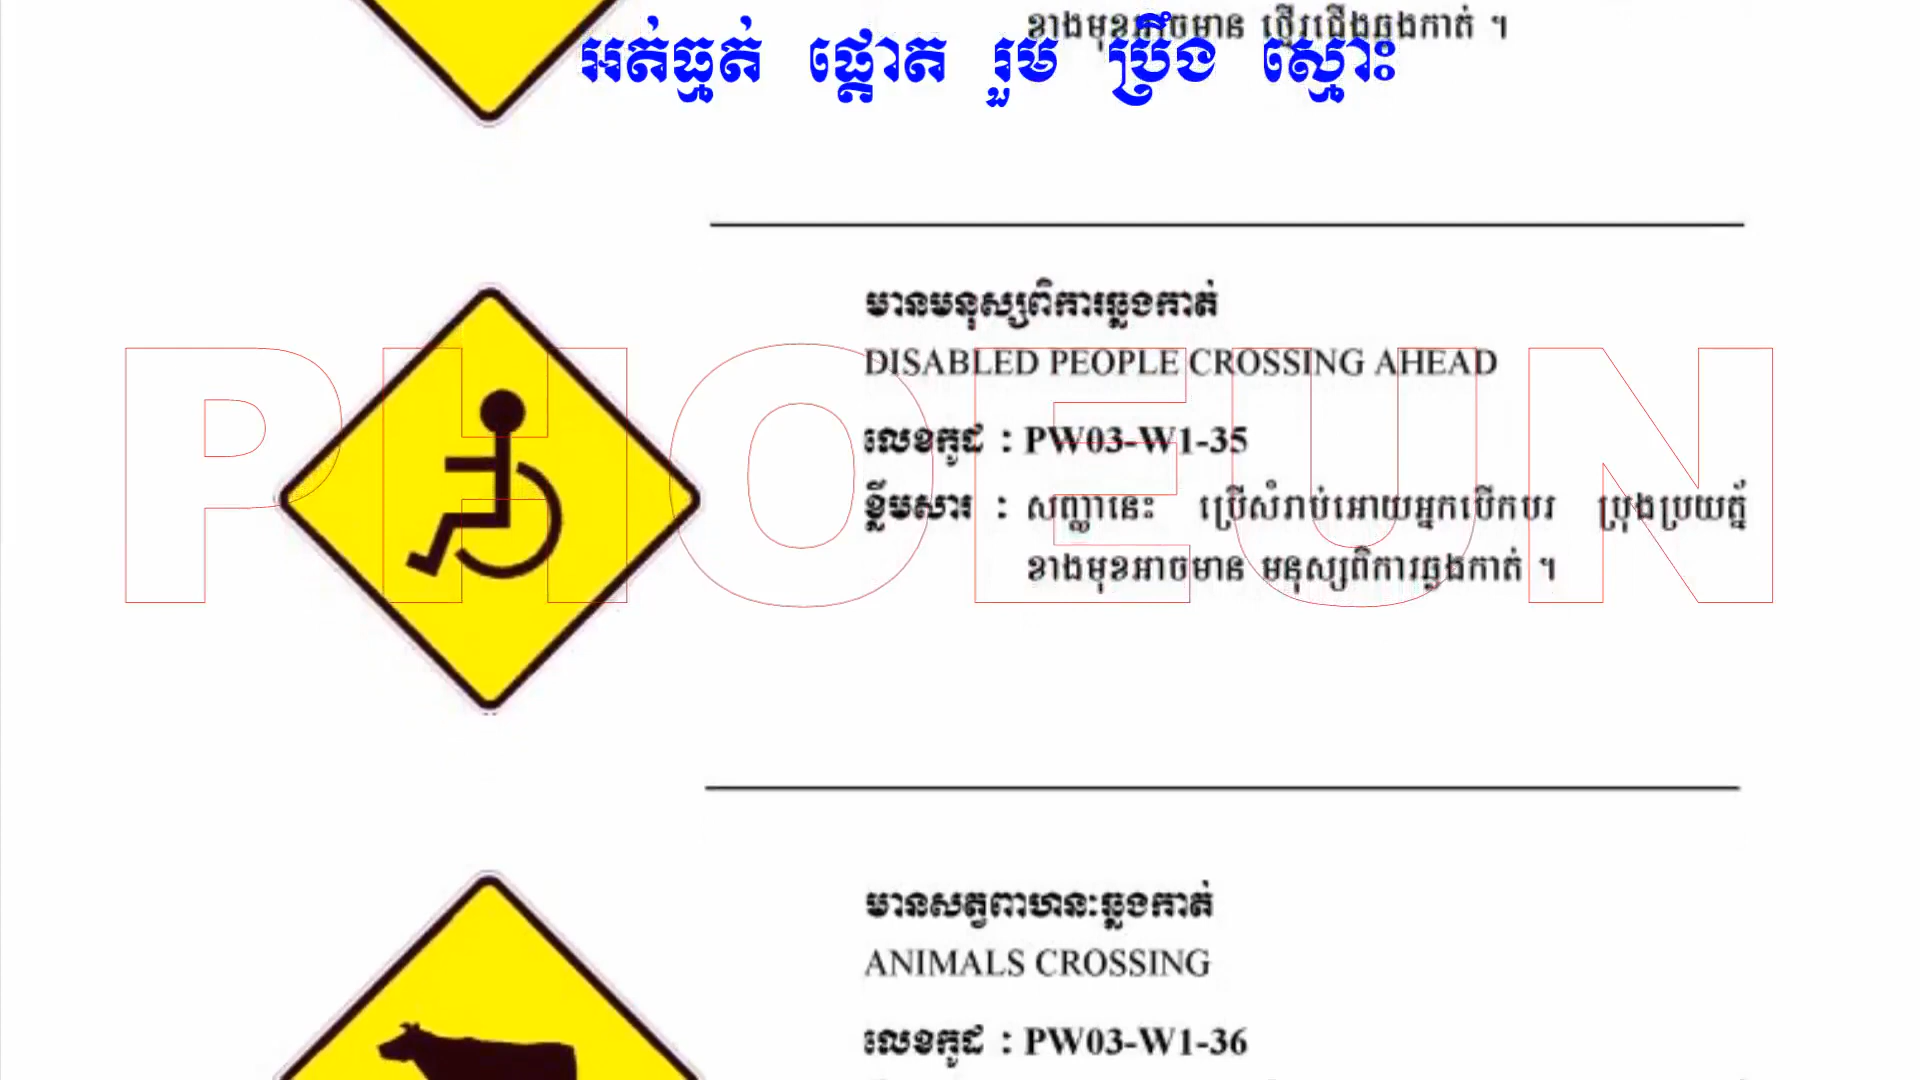 ខាងមុខអាចមាន ថ្មើរជើងឆ្លងកាត់ ។
អត់ធ្មត់ ផ្តោត រួម ប្រឹង ស្មោះ
មានមនុស្សពិការឆ្លងកាត់
DISABLED PEOPLE CROSSING AHEAD
លេខកូដ : PW03-W1-35
ខ្លឹមសារ : សញ្ញានេះ ប្រើសំរាប់អោយអ្នកបើកបរ ប្រុងប្រយត្ន័
ខាងមុខអាចមាន មនុស្សពិការឆ្លងកាត់ ។
PHOEUN
មានសត្វពាហនៈឆ្លងកាត់
ANIMALS CROSSING
លេខកូដ : PW03-W1-36